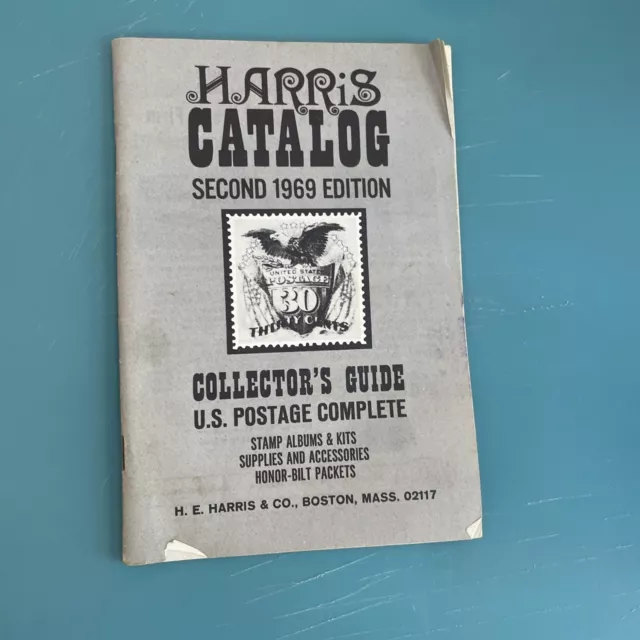 HARRiS
CATALOG
SECOND 1969 EDITION
UNITED STATES
POSTAGE
30
COLLECTOR'S GUIDE
U.S. POSTAGE COMPLETE
STAMP ALBUMS & KITS
SUPPLIES AND ACCESSORIES
HONOR-BILT PACKETS
H. E. HARRIS & CO., BOSTON, MASS. 02117